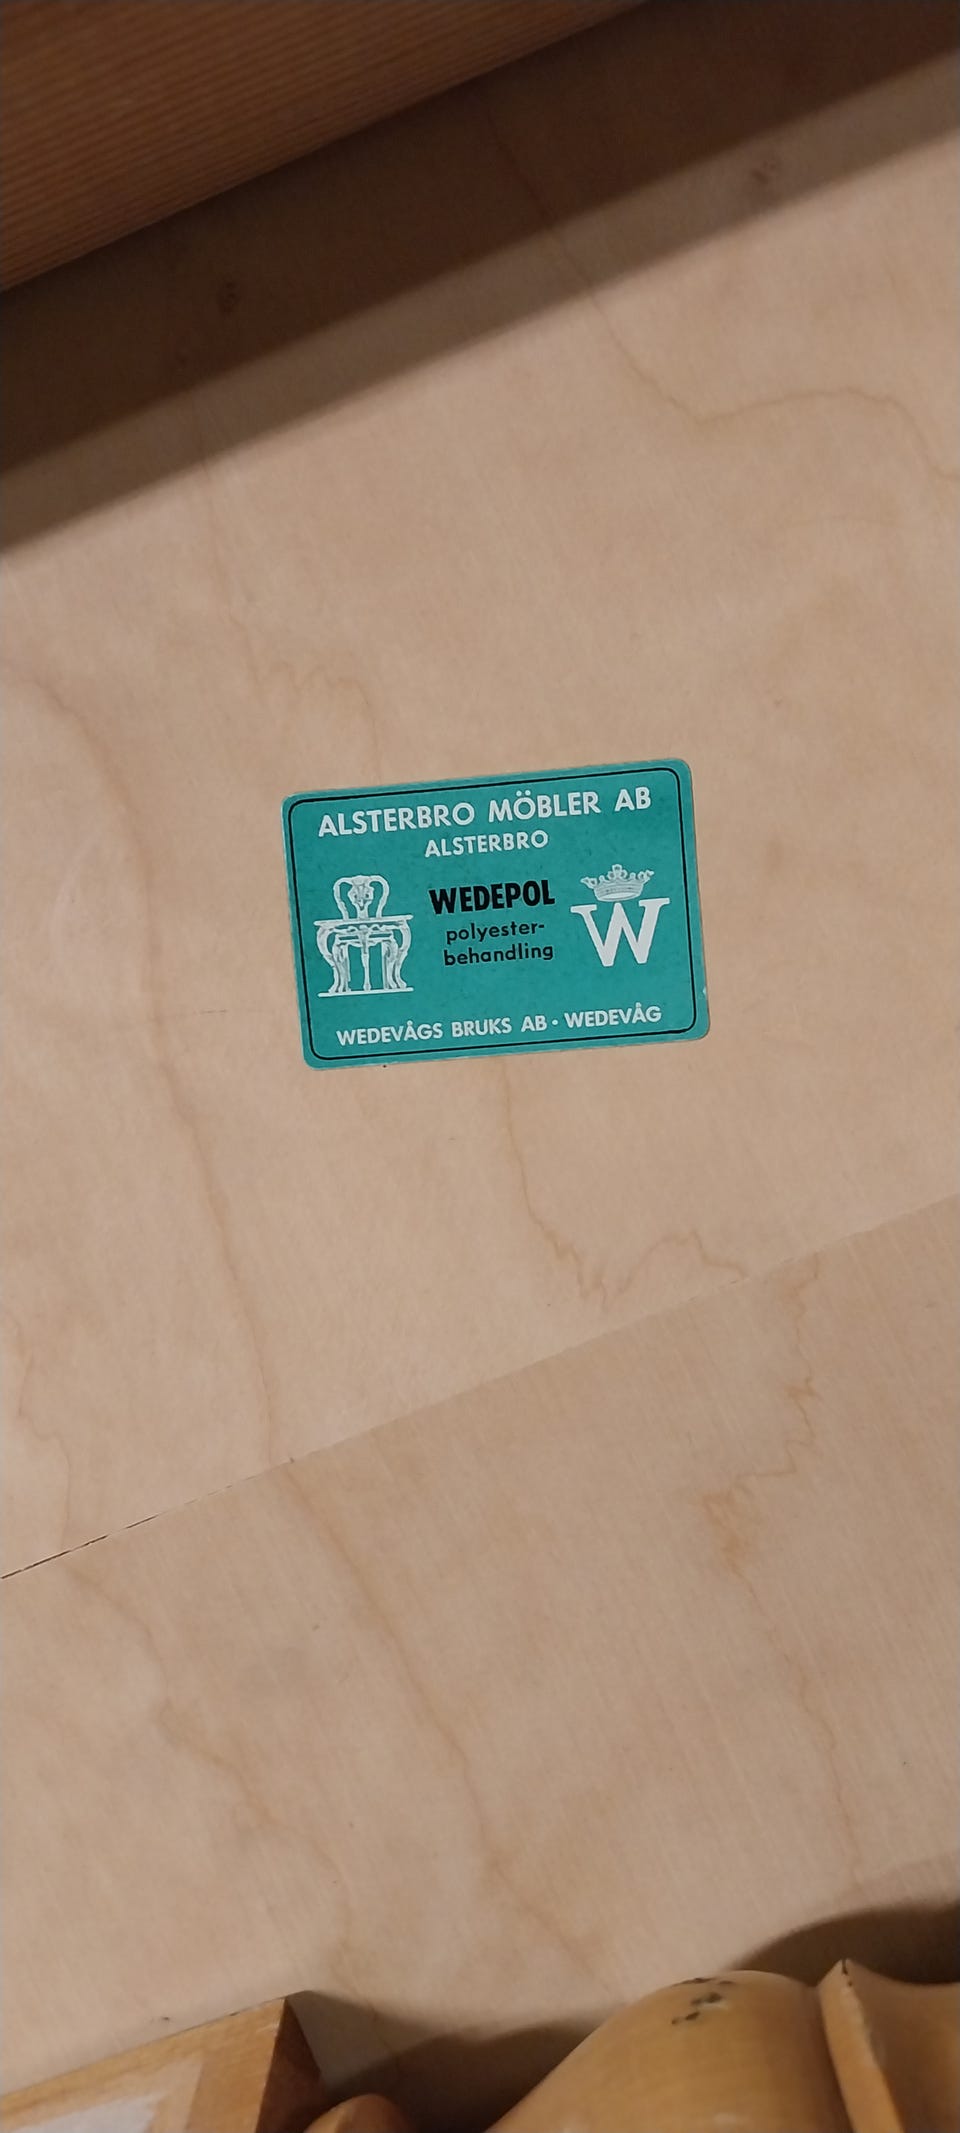 ALSTERBRO MÖBLER AB
ALSTERBRO
WEDEPOL
polyester-
behandling
W
WEDEVÅGS BRUKS AB • WEDEVÅG